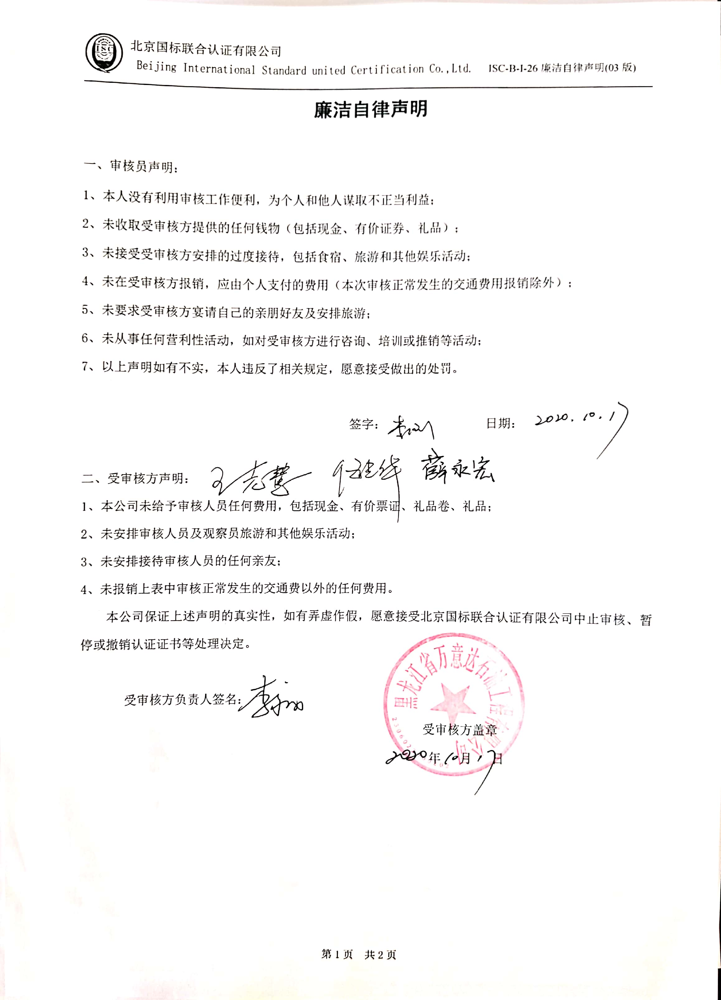 ISC
北京国标联合认证有限公司
Beijing International Standard united Certification Co.,Ltd. ISC-B-I-26 廉洁自律声明(03 版)
廉洁自律声明
一、审核员声明：
1、本人没有利用审核工作便利，为个人和他人谋取不正当利益；
2、未收取受审核方提供的任何钱物（包括现金、有价证券、礼品）；
3、未接受受审核方安排的过度接待，包括食宿、旅游和其他娱乐活动；
4、未在受审核方报销，应由个人支付的费用（本次审核正常发生的交通费用报销除外）；
5、未要求受审核方宴请自己的亲朋好友及安排旅游；
6、未从事任何营利性活动，如对受审核方进行咨询、培训或推销等活动；
7、以上声明如有不实，本人违反了相关规定，愿意接受做出的处罚。
签字： 日期： 2020.10.17
二、受审核方声明： 王志慧 任建华 薛永宏
1、本公司未给予审核人员任何费用，包括现金、有价票证、礼品卷、礼品；
2、未安排审核人员及观察员旅游和其他娱乐活动；
3、未安排接待审核人员的任何亲友；
4、未报销上表中审核正常发生的交通费以外的任何费用。
本公司保证上述声明的真实性，如有弄虚作假，愿意接受北京国标联合认证有限公司中止审核、暂
停或撤销认证证书等处理决定。
黑龙江省万意达石油工程有限公司
受审核方负责人签名：
受审核方盖章
2020年10月17日
第 1 页 共 2 页